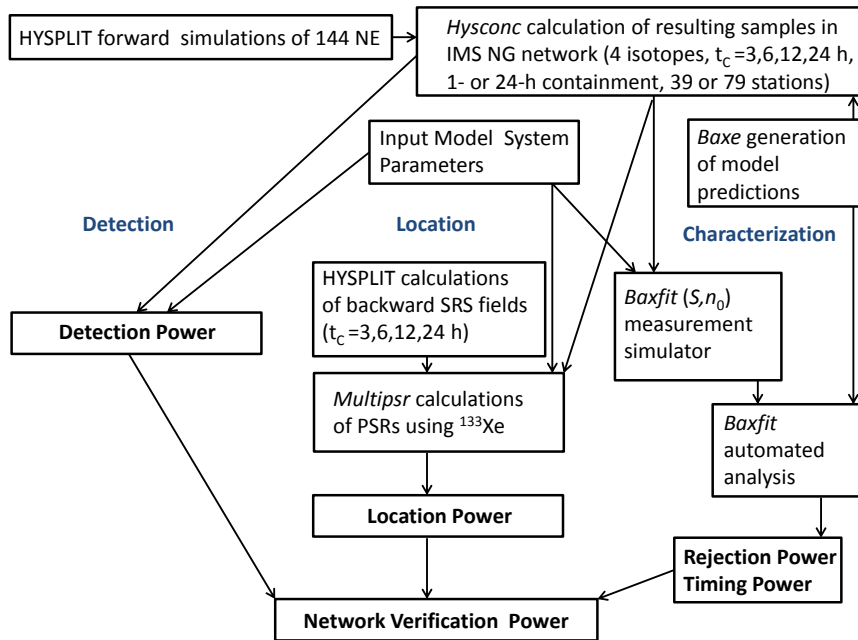 HYSPLIT forward simulations of 144 NE
Hysconc calculation of resulting samples in
IMS NG network (4 isotopes, t_C =3,6,12,24 h,
1- or 24-h containment, 39 or 79 stations)
Input Model System
Parameters
Baxe generation
of model
predictions
Detection
Location
Characterization
HYSPLIT calculations
of backward SRS fields
(t_C =3,6,12,24 h)
Baxfit (S,n_0)
measurement
simulator
Detection Power
Multipsr calculations
of PSRs using ¹³³Xe
Baxfit
automated
analysis
Location Power
Rejection Power
Timing Power
Network Verification Power